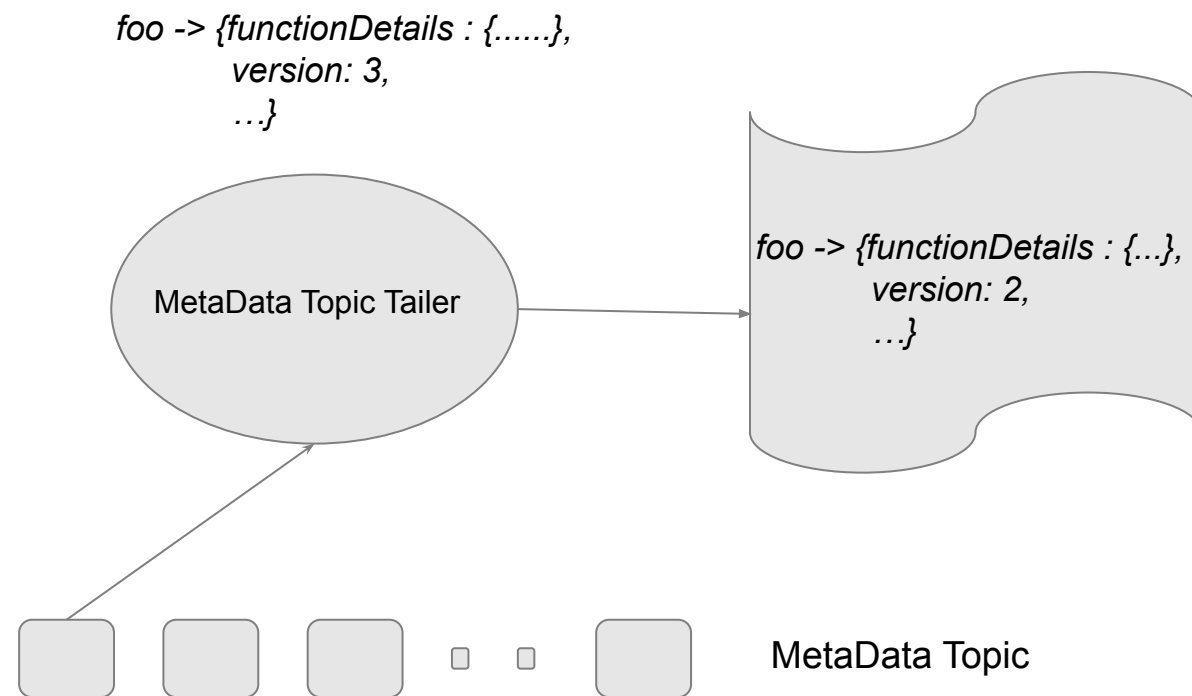 foo -> {functionDetails : {......},
version: 3,
...}
MetaData Topic Tailer
foo -> {functionDetails : {...},
version: 2,
...}
MetaData Topic